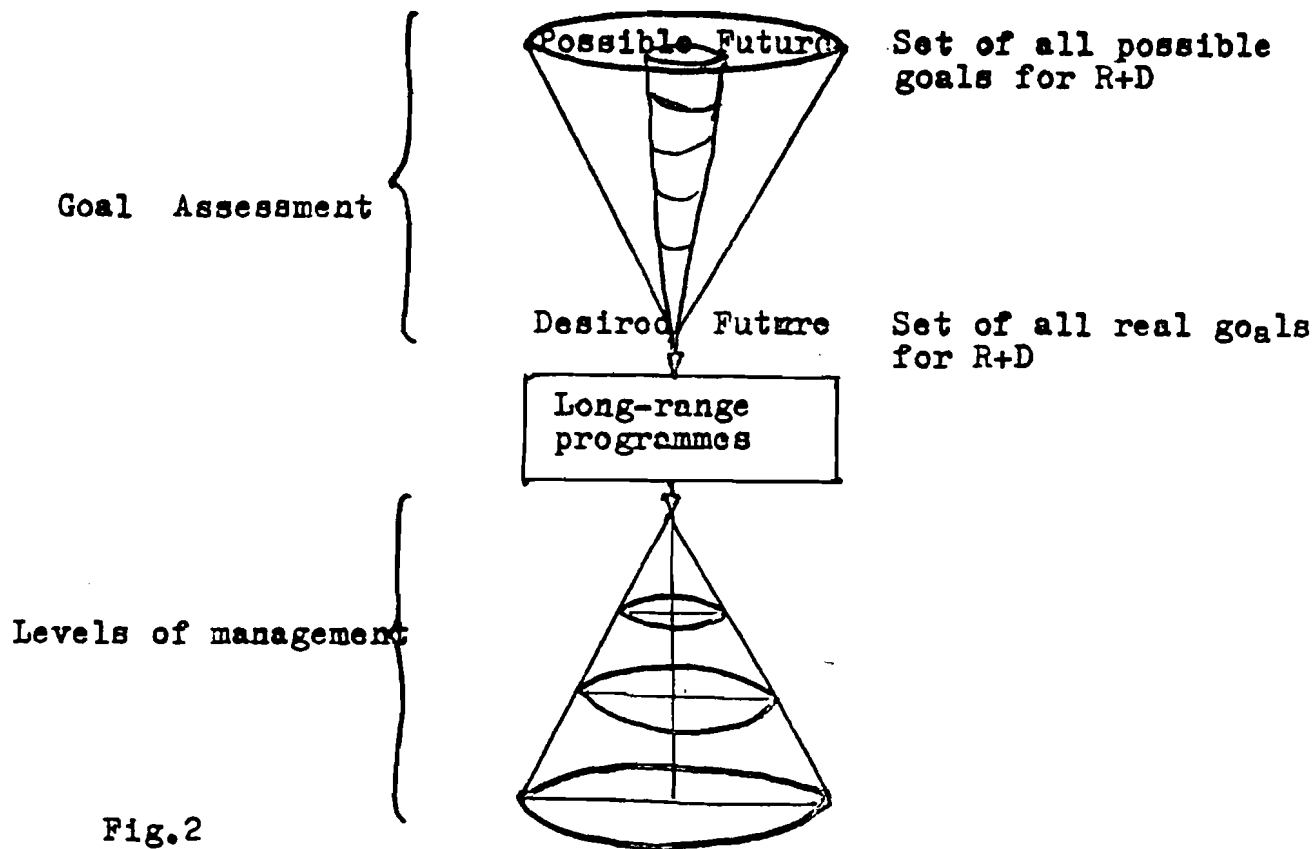 Possible Future
Set of all possible
goals for R+D
Goal Assessment
Desired Future
Set of all real goals
for R+D
Long-range
programmes
Levels of management
Fig.2